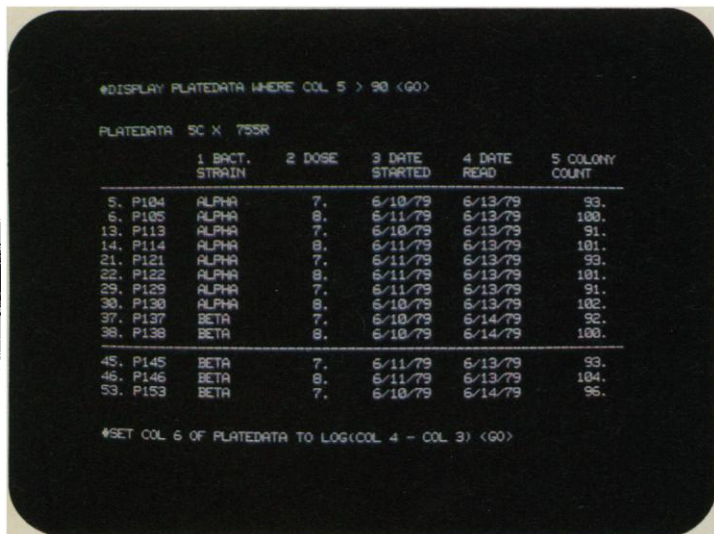 #DISPLAY PLATEDATA WHERE COL 5 > 90 <GO>
PLATEDATA 5C X 755R
1 BACT. 2 DOSE 3 DATE 4 DATE 5 COLONY
STRAIN STARTED READ COUNT
5. P104 ALPHA 7. 6/10/79 6/13/79 93.
6. P105 ALPHA 8. 6/11/79 6/13/79 100.
13. P113 ALPHA 7. 6/10/79 6/13/79 91.
14. P114 ALPHA 8. 6/11/79 6/13/79 101.
21. P121 ALPHA 7. 6/11/79 6/13/79 93.
22. P122 ALPHA 8. 6/11/79 6/13/79 101.
29. P129 ALPHA 7. 6/11/79 6/13/79 91.
30. P130 ALPHA 8. 6/10/79 6/13/79 102.
37. P137 BETA 7. 6/10/79 6/14/79 92.
38. P138 BETA 8. 6/10/79 6/14/79 100.
45. P145 BETA 7. 6/11/79 6/13/79 93.
46. P146 BETA 8. 6/11/79 6/13/79 104.
53. P153 BETA 7. 6/10/79 6/14/79 96.
#SET COL 6 OF PLATEDATA TO LOG(COL 4 - COL 3) <GO>